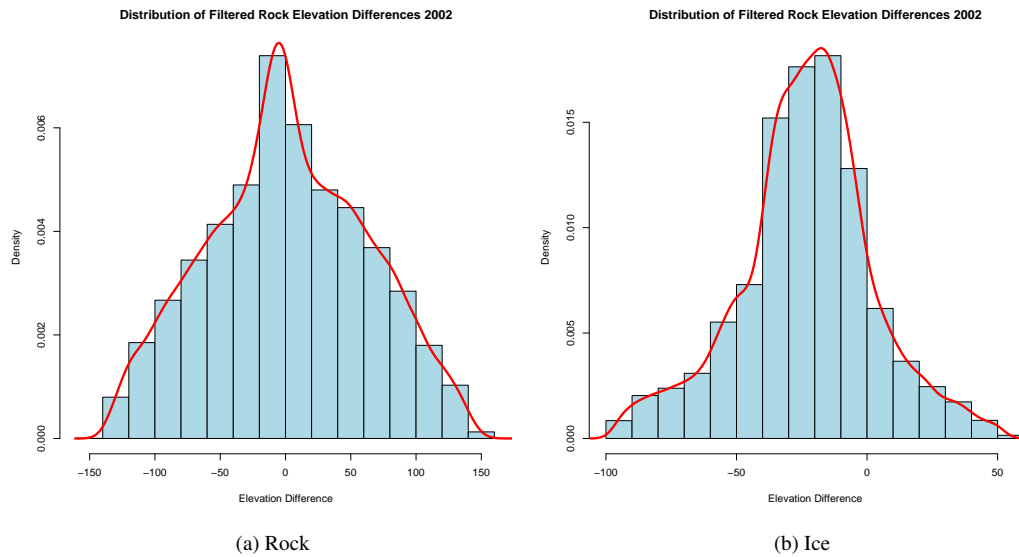 Distribution of Filtered Rock Elevation Differences 2002
Density
0.000
0.002
0.004
0.006
−150
−100
−50
0
50
100
150
Elevation Difference
(a) Rock
Distribution of Filtered Rock Elevation Differences 2002
Density
0.000
0.005
0.010
0.015
−100
−50
0
50
Elevation Difference
(b) Ice